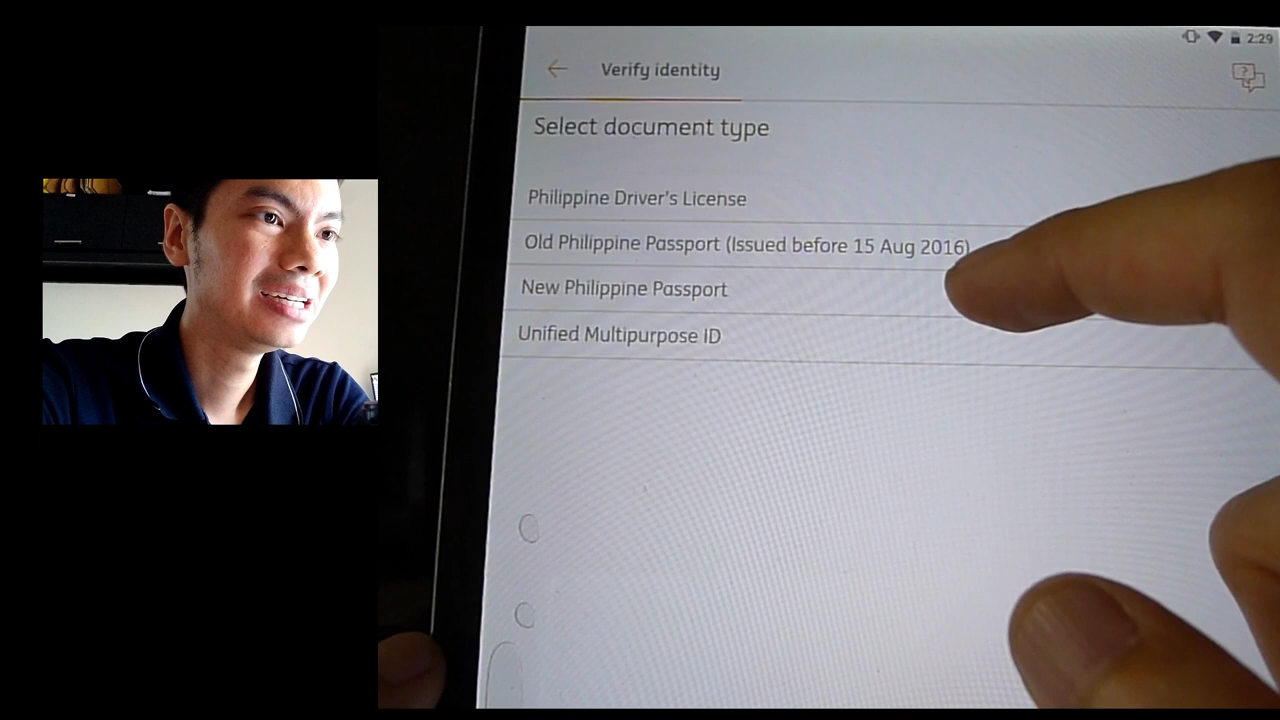 2:29
Verify identity
Select document type
Philippine Driver's License
Old Philippine Passport (Issued before 15 Aug 2016)
New Philippine Passport
Unified Multipurpose ID